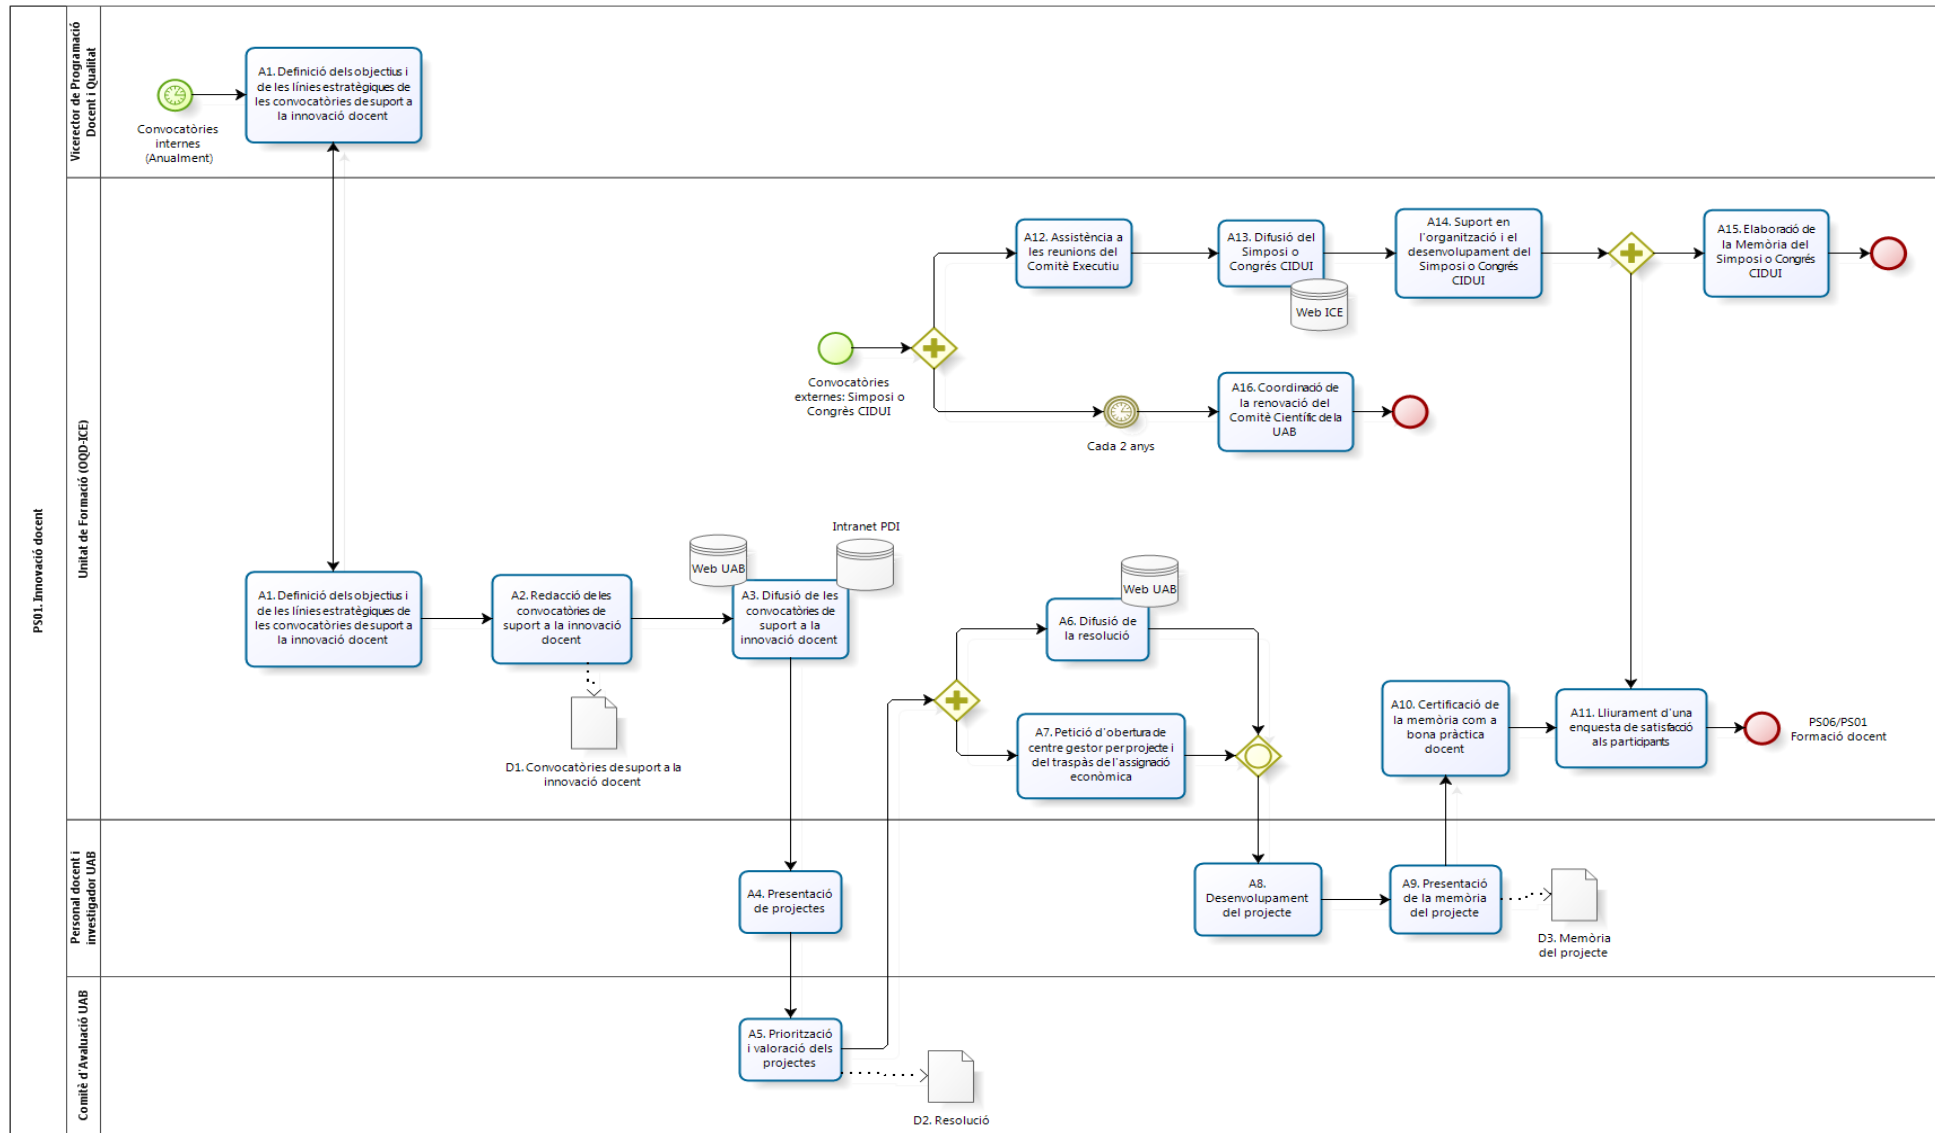 PS01. Innovació docent
Vicerector de Programació
Docent i Qualitat
Convocatòries
internes
(Anualment)
A1. Definició dels objectius i
de les línies estratègiques de
les convocatòries de suport a
la innovació docent
Unitat de Formació (OQD-ICE)
A12. Assistència a
les reunions del
Comitè Executiu
A13. Difusió del
Simposi o
Congrés CIDUI
Web ICE
A14. Suport en
l'organització i el
desenvolupament del
Simposi o Congrés
CIDUI
A15. Elaboració de
la Memòria del
Simposi o Congrés
CIDUI
Convocatòries
externes: Simposi o
Congrès CIDUI
Cada 2 anys
A16. Coordinació de
la renovació del
Comitè Científic de la
UAB
A1. Definició dels objectius i
de les línies estratègiques de
les convocatòries de suport a
la innovació docent
A2. Redacció de les
convocatòries de
suport a la innovació
docent
D1. Convocatòries de suport a la
innovació docent
Web UAB
Intranet PDI
A3. Difusió de les
convocatòries de
suport a la
innovació docent
Web UAB
A6. Difusió de
la resolució
A7. Petició d'obertura de
centre gestor per projecte i
del traspàs de l'assignació
econòmica
A10. Certificació de
la memòria com a
bona pràctica
docent
A11. Lliurament d'una
enquesta de satisfacció
als participants
PS06/PS01
Formació docent
Personal docent i
investigador UAB
A4. Presentació
de projectes
A8.
Desenvolupament
del projecte
A9. Presentació
de la memòria
del projecte
D3. Memòria
del projecte
Comitè d'Avaluació UAB
A5. Priorització
i valoració dels
projectes
D2. Resolució